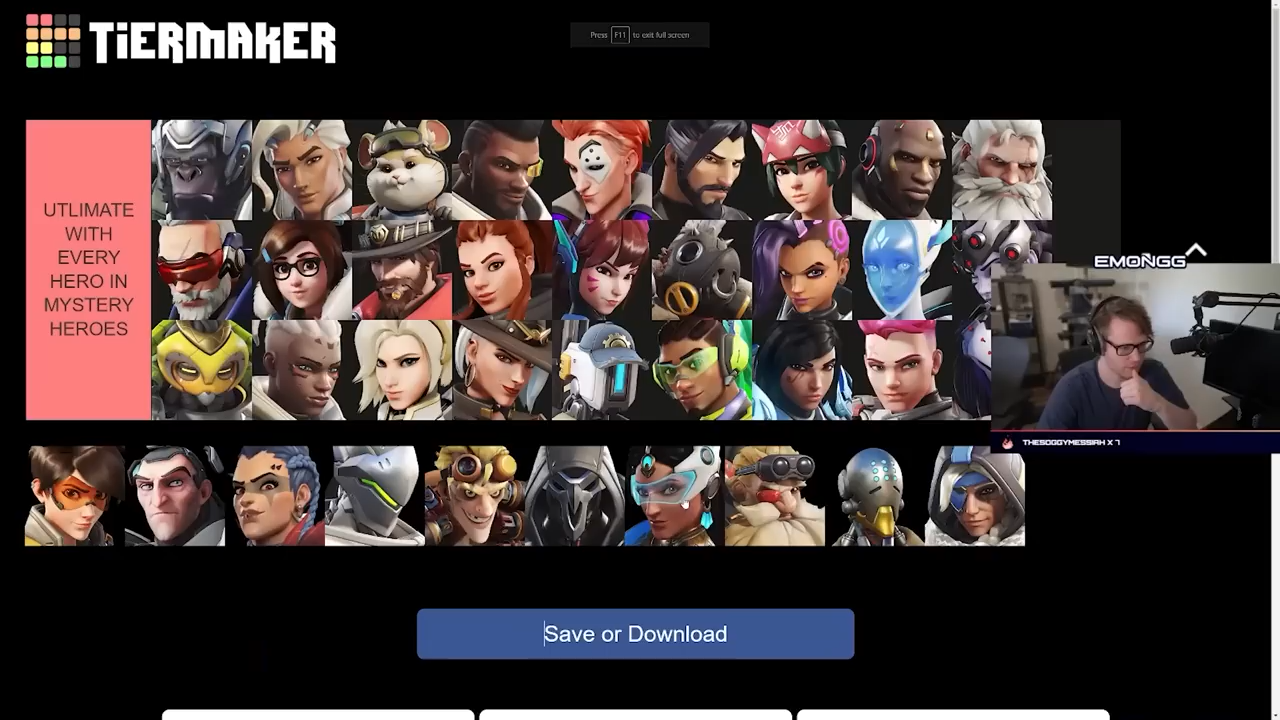 TiERMAKER
Press F11 to exit full screen
UTLIMATE
WITH
EVERY
HERO IN
MYSTERY
HEROES
EMONGG
THESOGGYMESSIAH X 7
Save or Download